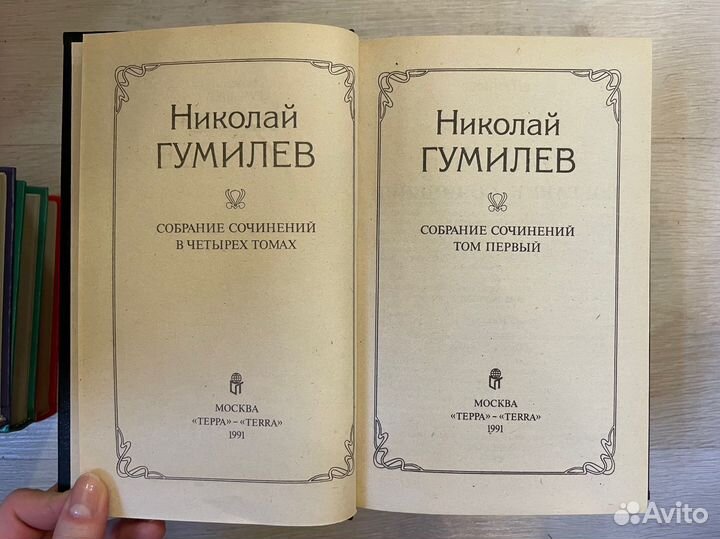 Николай
ГУМИЛЕВ
СОБРАНИЕ СОЧИНЕНИЙ
В ЧЕТЫРЕХ ТОМАХ
МОСКВА
«ТЕРРА»–«TERRA»
1991
Николай
ГУМИЛЕВ
СОБРАНИЕ СОЧИНЕНИЙ
ТОМ ПЕРВЫЙ
МОСКВА
«ТЕРРА»–«TERRA»
1991
Avito